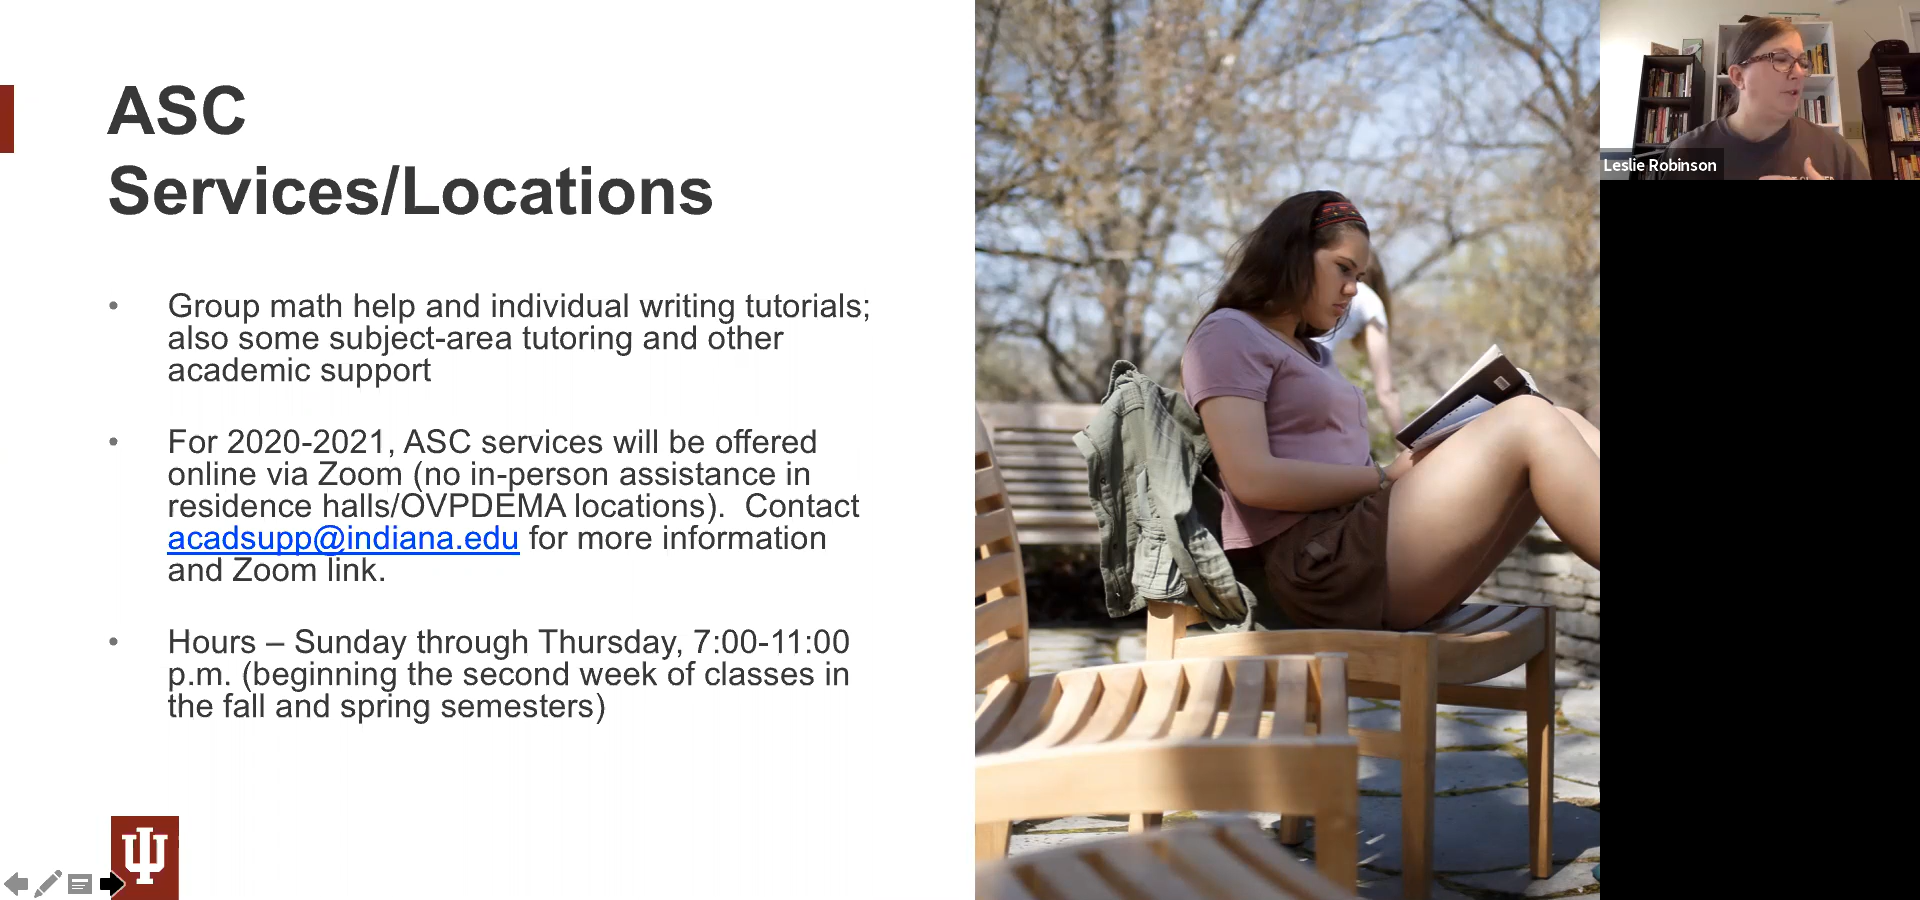 ASC
Services/Locations
• Group math help and individual writing tutorials;
also some subject-area tutoring and other
academic support
• For 2020-2021, ASC services will be offered
online via Zoom (no in-person assistance in
residence halls/OVPDEMA locations).  Contact
acadsupp@indiana.edu for more information
and Zoom link.
• Hours – Sunday through Thursday, 7:00-11:00
p.m. (beginning the second week of classes in
the fall and spring semesters)
Leslie Robinson